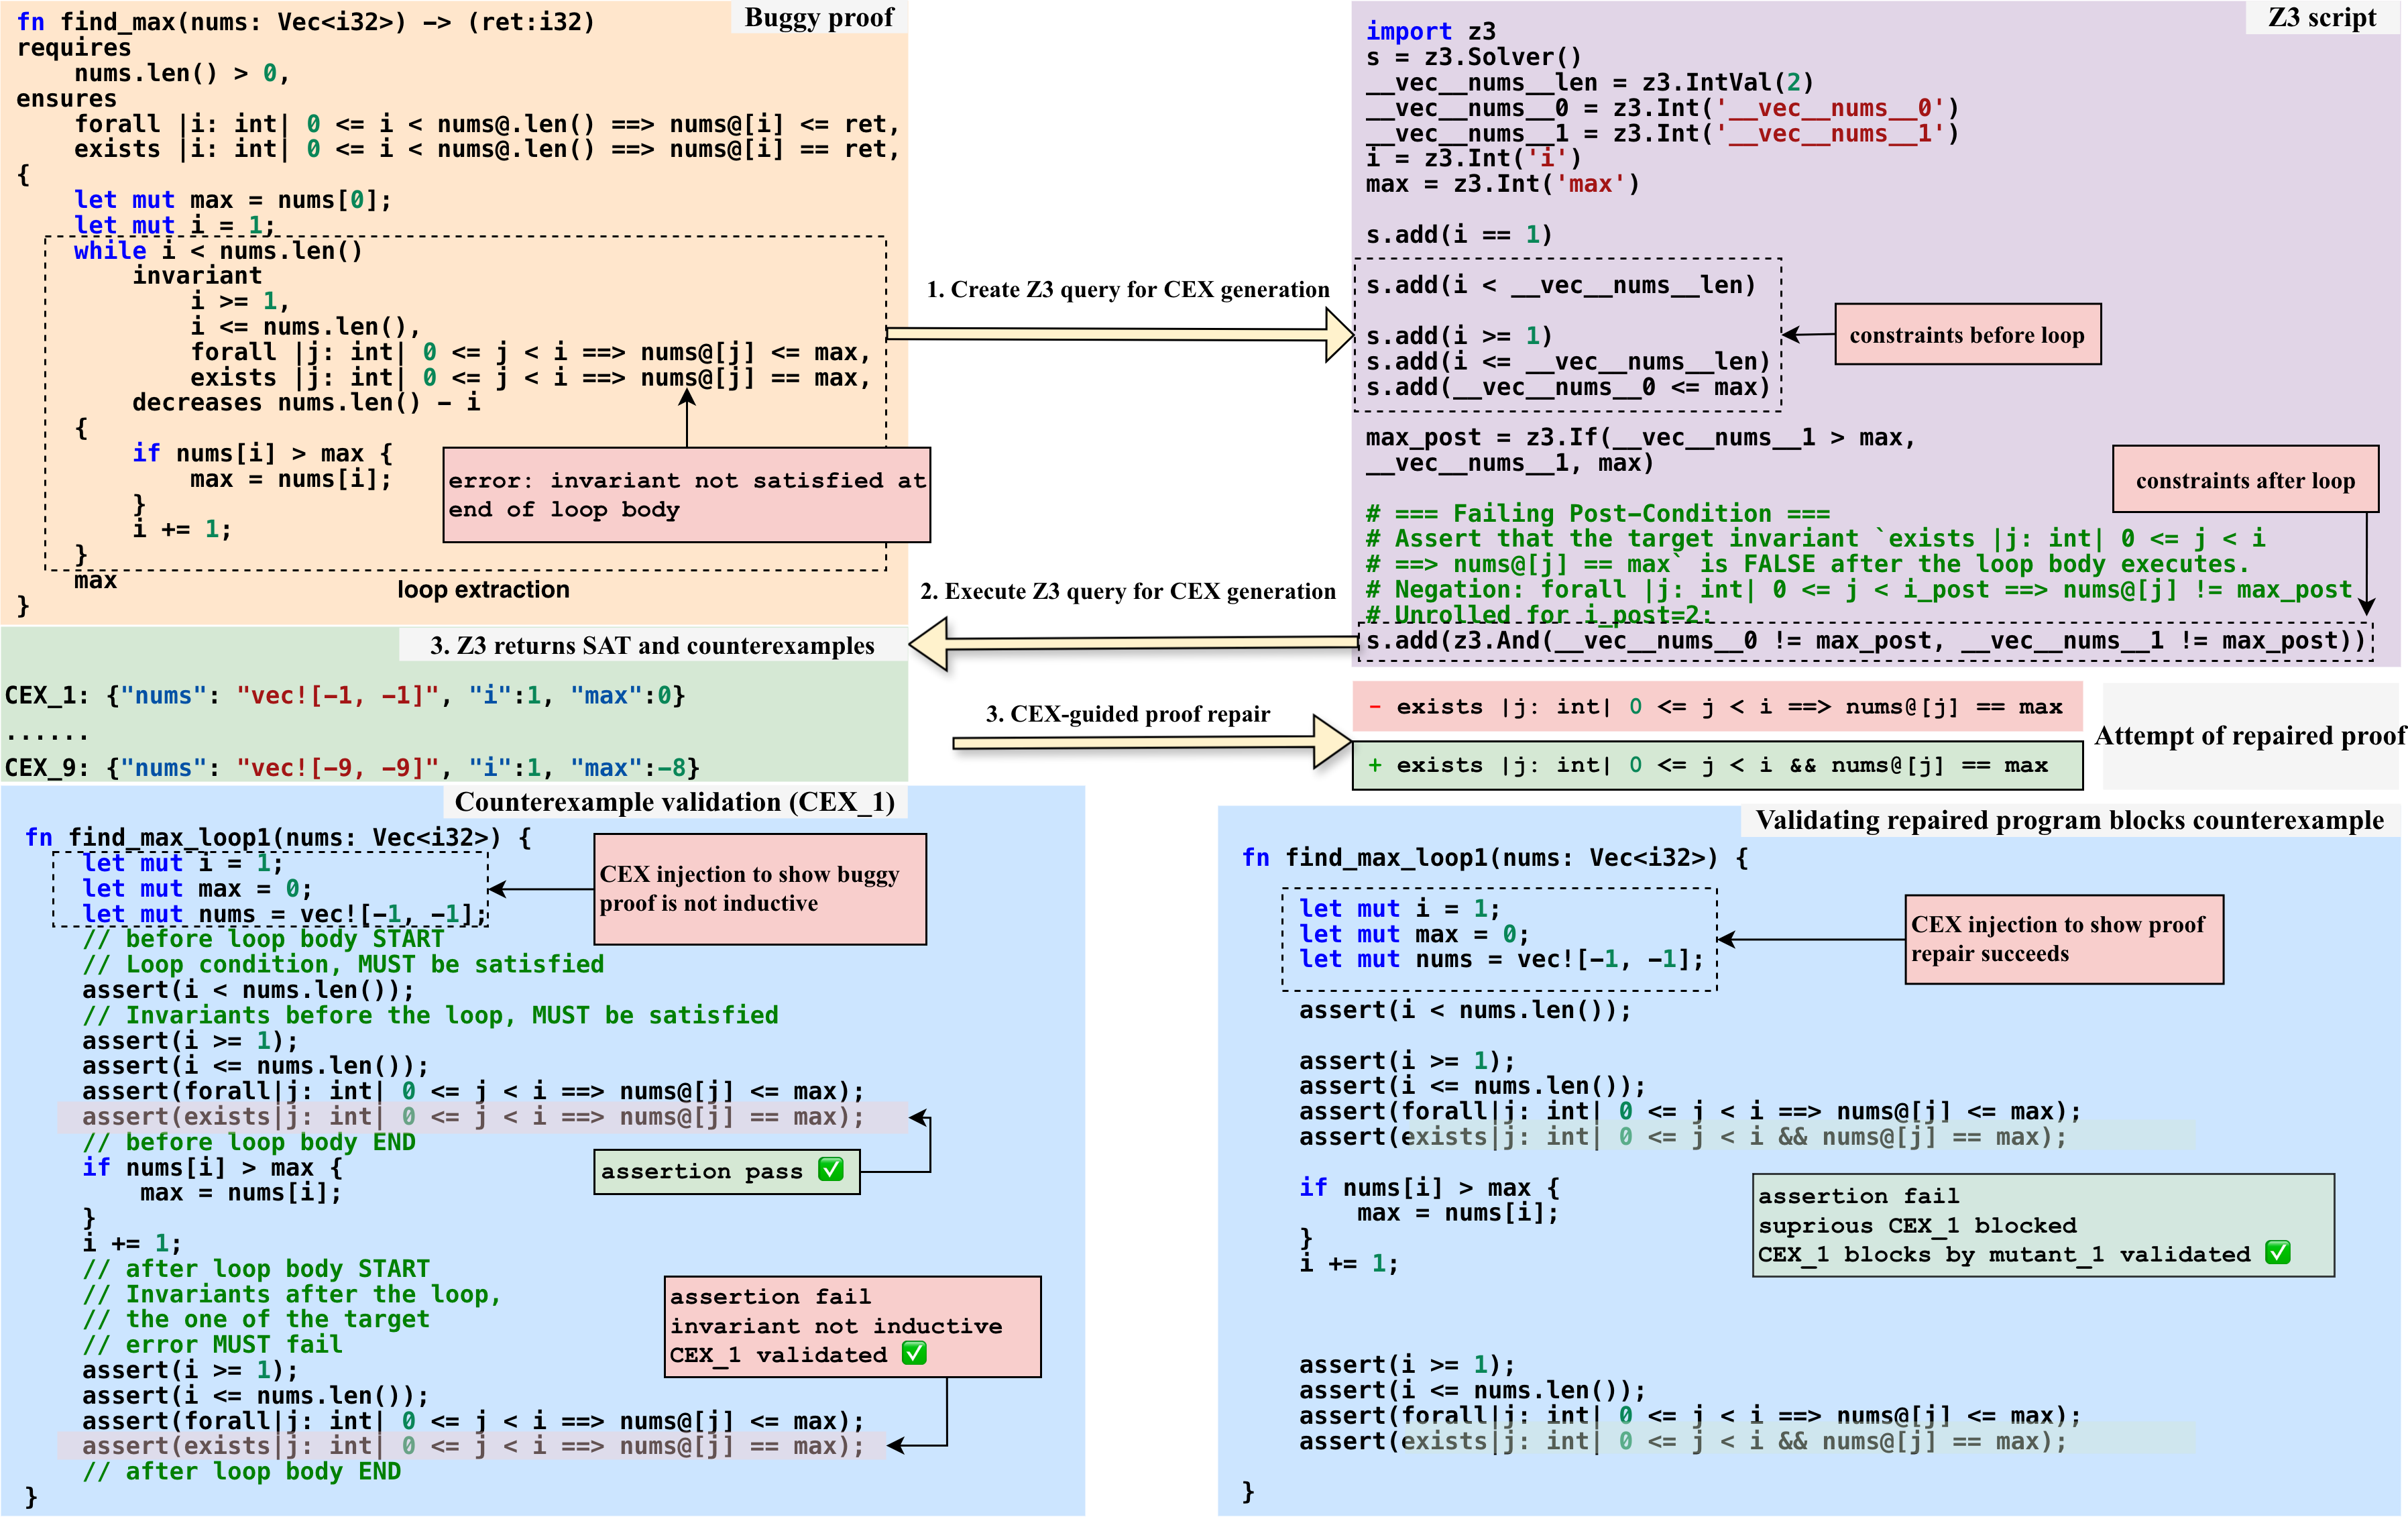 Buggy proof
fn find_max(nums: Vec<i32>) -> (ret:i32)
requires
    nums.len() > 0,
ensures
    forall |i: int| 0 <= i < nums@.len() ==> nums@[i] <= ret,
    exists |i: int| 0 <= i < nums@.len() ==> nums@[i] == ret,
{
    let mut max = nums[0];
    let mut i = 1;
    while i < nums.len()
        invariant
            i >= 1,
            i <= nums.len(),
            forall |j: int| 0 <= j < i ==> nums@[j] <= max,
            exists |j: int| 0 <= j < i ==> nums@[j] == max,
        decreases nums.len() - i
    {
        if nums[i] > max {
            max = nums[i];
        }
        i += 1;
    }
    max
}
error: invariant not satisfied at
end of loop body
loop extraction
1. Create Z3 query for CEX generation
Z3 script
import z3
s = z3.Solver()
__vec__nums__len = z3.IntVal(2)
__vec__nums__0 = z3.Int('__vec__nums__0')
__vec__nums__1 = z3.Int('__vec__nums__1')
i = z3.Int('i')
max = z3.Int('max')
s.add(i == 1)
s.add(i < __vec__nums__len)
s.add(i >= 1)
s.add(i <= __vec__nums__len)
s.add(__vec__nums__0 <= max)
constraints before loop
max_post = z3.If(__vec__nums__1 > max,
__vec__nums__1, max)
constraints after loop
# === Failing Post-Condition ===
# Assert that the target invariant `exists |j: int| 0 <= j < i
# ==> nums@[j] == max` is FALSE after the loop body executes.
# Negation: forall |j: int| 0 <= j < i_post ==> nums@[j] != max_post
# Unrolled for i_post=2:
s.add(z3.And(__vec__nums__0 != max_post, __vec__nums__1 != max_post))
2. Execute Z3 query for CEX generation
3. Z3 returns SAT and counterexamples
CEX_1: {"nums": "vec![-1, -1]", "i":1, "max":0}
......
CEX_9: {"nums": "vec![-9, -9]", "i":1, "max":-8}
3. CEX-guided proof repair
- exists |j: int| 0 <= j < i ==> nums@[j] == max
+ exists |j: int| 0 <= j < i && nums@[j] == max
Attempt of repaired proof
Counterexample validation (CEX_1)
fn find_max_loop1(nums: Vec<i32>) {
    let mut i = 1;
    let mut max = 0;
    let mut nums = vec![-1, -1];
    // before loop body START
    // Loop condition, MUST be satisfied
    assert(i < nums.len());
    // Invariants before the loop, MUST be satisfied
    assert(i >= 1);
    assert(i <= nums.len());
    assert(forall|j: int| 0 <= j < i ==> nums@[j] <= max);
    assert(exists|j: int| 0 <= j < i ==> nums@[j] == max);
    // before loop body END
    if nums[i] > max {
        max = nums[i];
    }
    i += 1;
    // after loop body START
    // Invariants after the loop,
    // the one of the target
    // error MUST fail
    assert(i >= 1);
    assert(i <= nums.len());
    assert(forall|j: int| 0 <= j < i ==> nums@[j] <= max);
    assert(exists|j: int| 0 <= j < i ==> nums@[j] == max);
    // after loop body END
}
CEX injection to show buggy
proof is not inductive
assertion pass ✅
assertion fail
invariant not inductive
CEX_1 validated ✅
Validating repaired program blocks counterexample
fn find_max_loop1(nums: Vec<i32>) {
    let mut i = 1;
    let mut max = 0;
    let mut nums = vec![-1, -1];
    assert(i < nums.len());
    assert(i >= 1);
    assert(i <= nums.len());
    assert(forall|j: int| 0 <= j < i ==> nums@[j] <= max);
    assert(exists|j: int| 0 <= j < i && nums@[j] == max);
    if nums[i] > max {
        max = nums[i];
    }
    i += 1;
    assert(i >= 1);
    assert(i <= nums.len());
    assert(forall|j: int| 0 <= j < i ==> nums@[j] <= max);
    assert(exists|j: int| 0 <= j < i && nums@[j] == max);
}
CEX injection to show proof
repair succeeds
assertion fail
suprious CEX_1 blocked
CEX_1 blocks by mutant_1 validated ✅